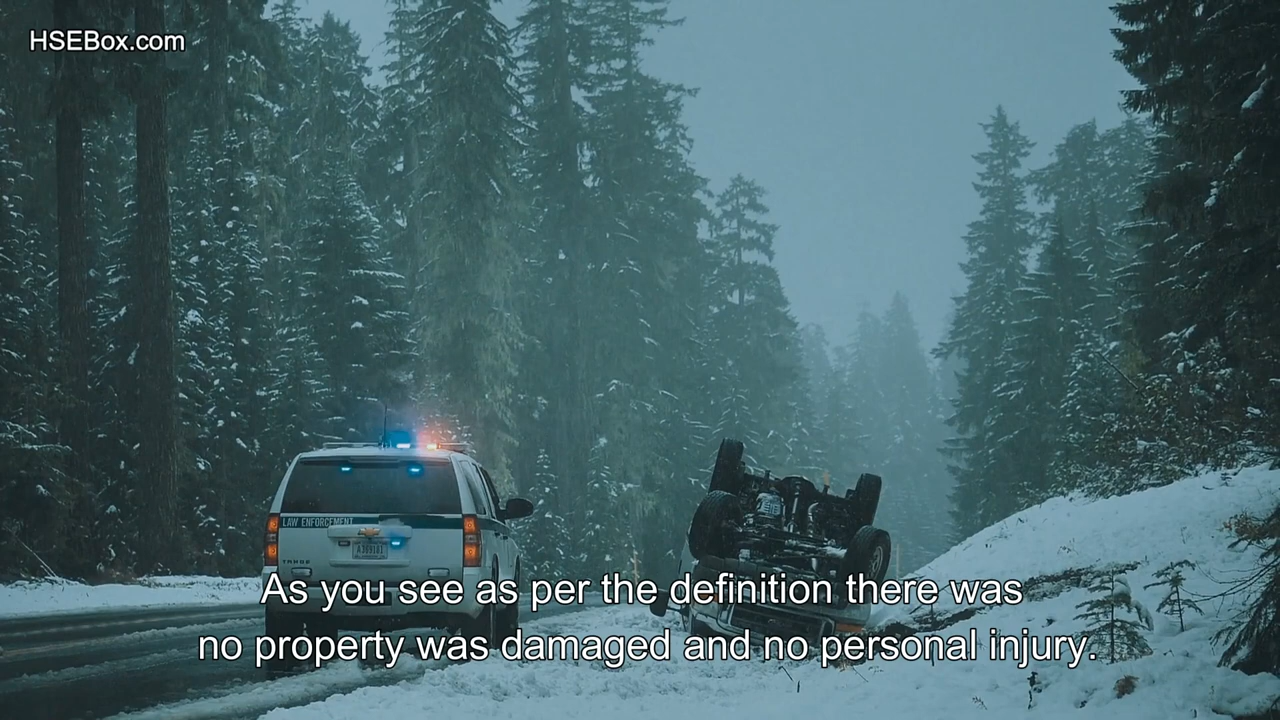 HSEBox.com
LAW ENFORCEMENT
TAHOE
As you see as per the definition there was
no property was damaged and no personal injury.